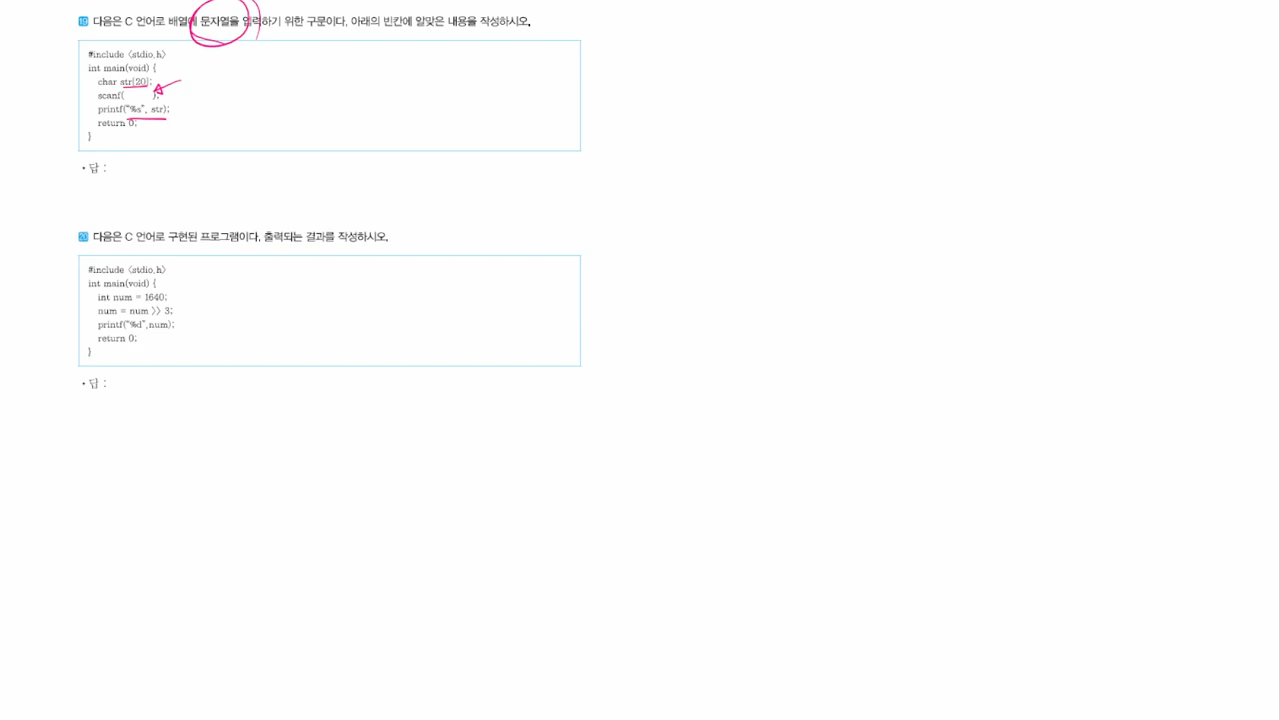 19 다음은 C 언어로 배열에 문자열을 입력하기 위한 구문이다. 아래의 빈칸에 알맞은 내용을 작성하시오.
#include <stdio.h>
int main(void) {
char str[20];
scanf( );
printf("%s", str);
return 0;
}
• 답 :
20 다음은 C 언어로 구현된 프로그램이다. 출력되는 결과를 작성하시오.
#include <stdio.h>
int main(void) {
int num = 1640;
num = num >> 3;
printf("%d",num);
return 0;
}
• 답 :